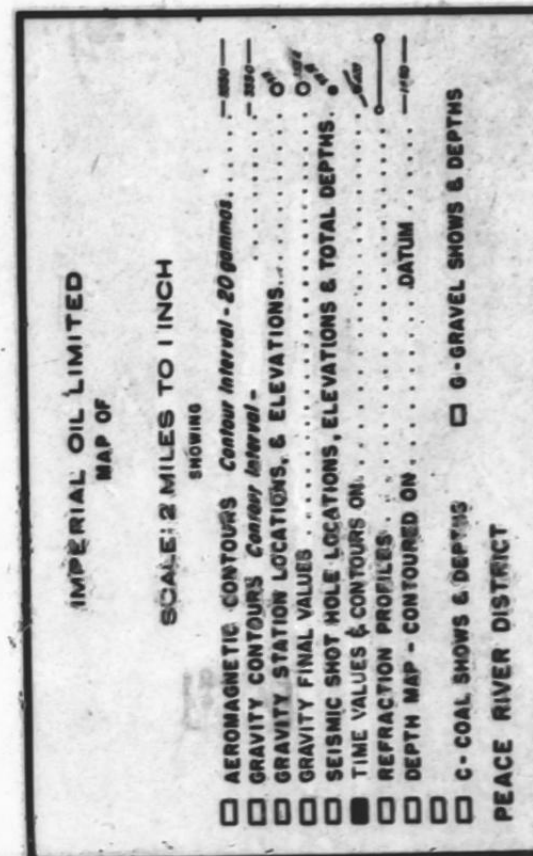 IMPERIAL OIL LIMITED
MAP OF
SCALE: 2 MILES TO 1 INCH
SHOWING
AEROMAGNETIC CONTOURS Contour Interval - 20 gammas
GRAVITY CONTOURS Contour Interval -
GRAVITY STATION LOCATIONS, & ELEVATIONS
GRAVITY FINAL VALUES
SEISMIC SHOT HOLE LOCATIONS, ELEVATIONS & TOTAL DEPTHS.
TIME VALUES & CONTOURS ON
REFRACTION PROFILES
DEPTH MAP - CONTOURED ON DATUM
C - COAL SHOWS & DEPTHS G - GRAVEL SHOWS & DEPTHS
PEACE RIVER DISTRICT